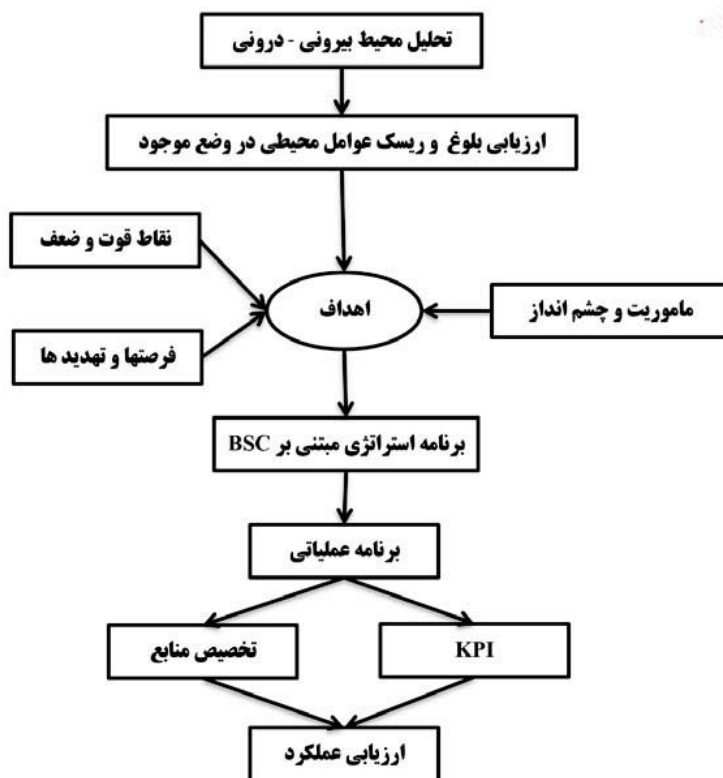 تحلیل محیط بیرونی - درونی
ارزیابی بلوغ و ریسک عوامل محیطی در وضع موجود
نقاط قوت و ضعف
اهداف
ماموریت و چشم انداز
فرصتها و تهدید ها
برنامه استراتژی مبتنی بر BSC
برنامه عملیاتی
KPI
تخصیص منابع
ارزیابی عملکرد